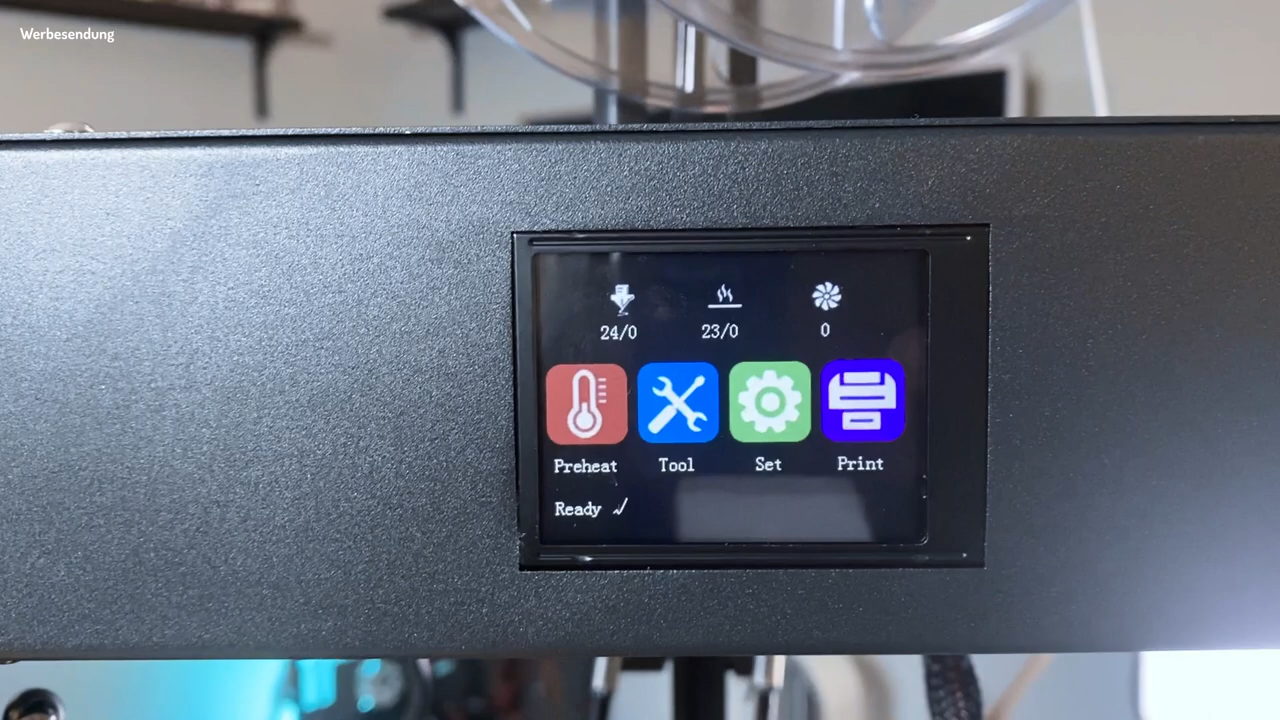 Werbesendung
24/0 23/0 0
Preheat Tool Set Print
Ready ✓